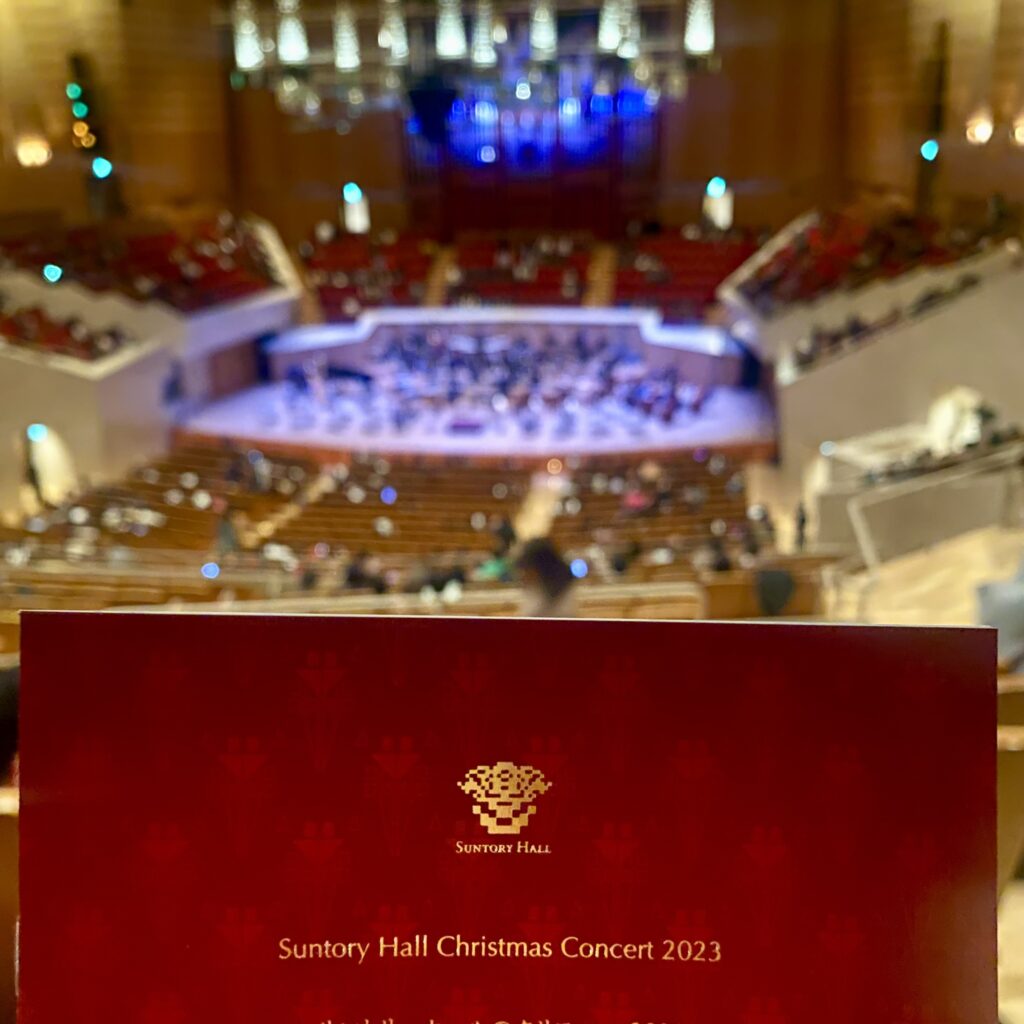 SUNTORY HALL
Suntory Hall Christmas Concert 2023